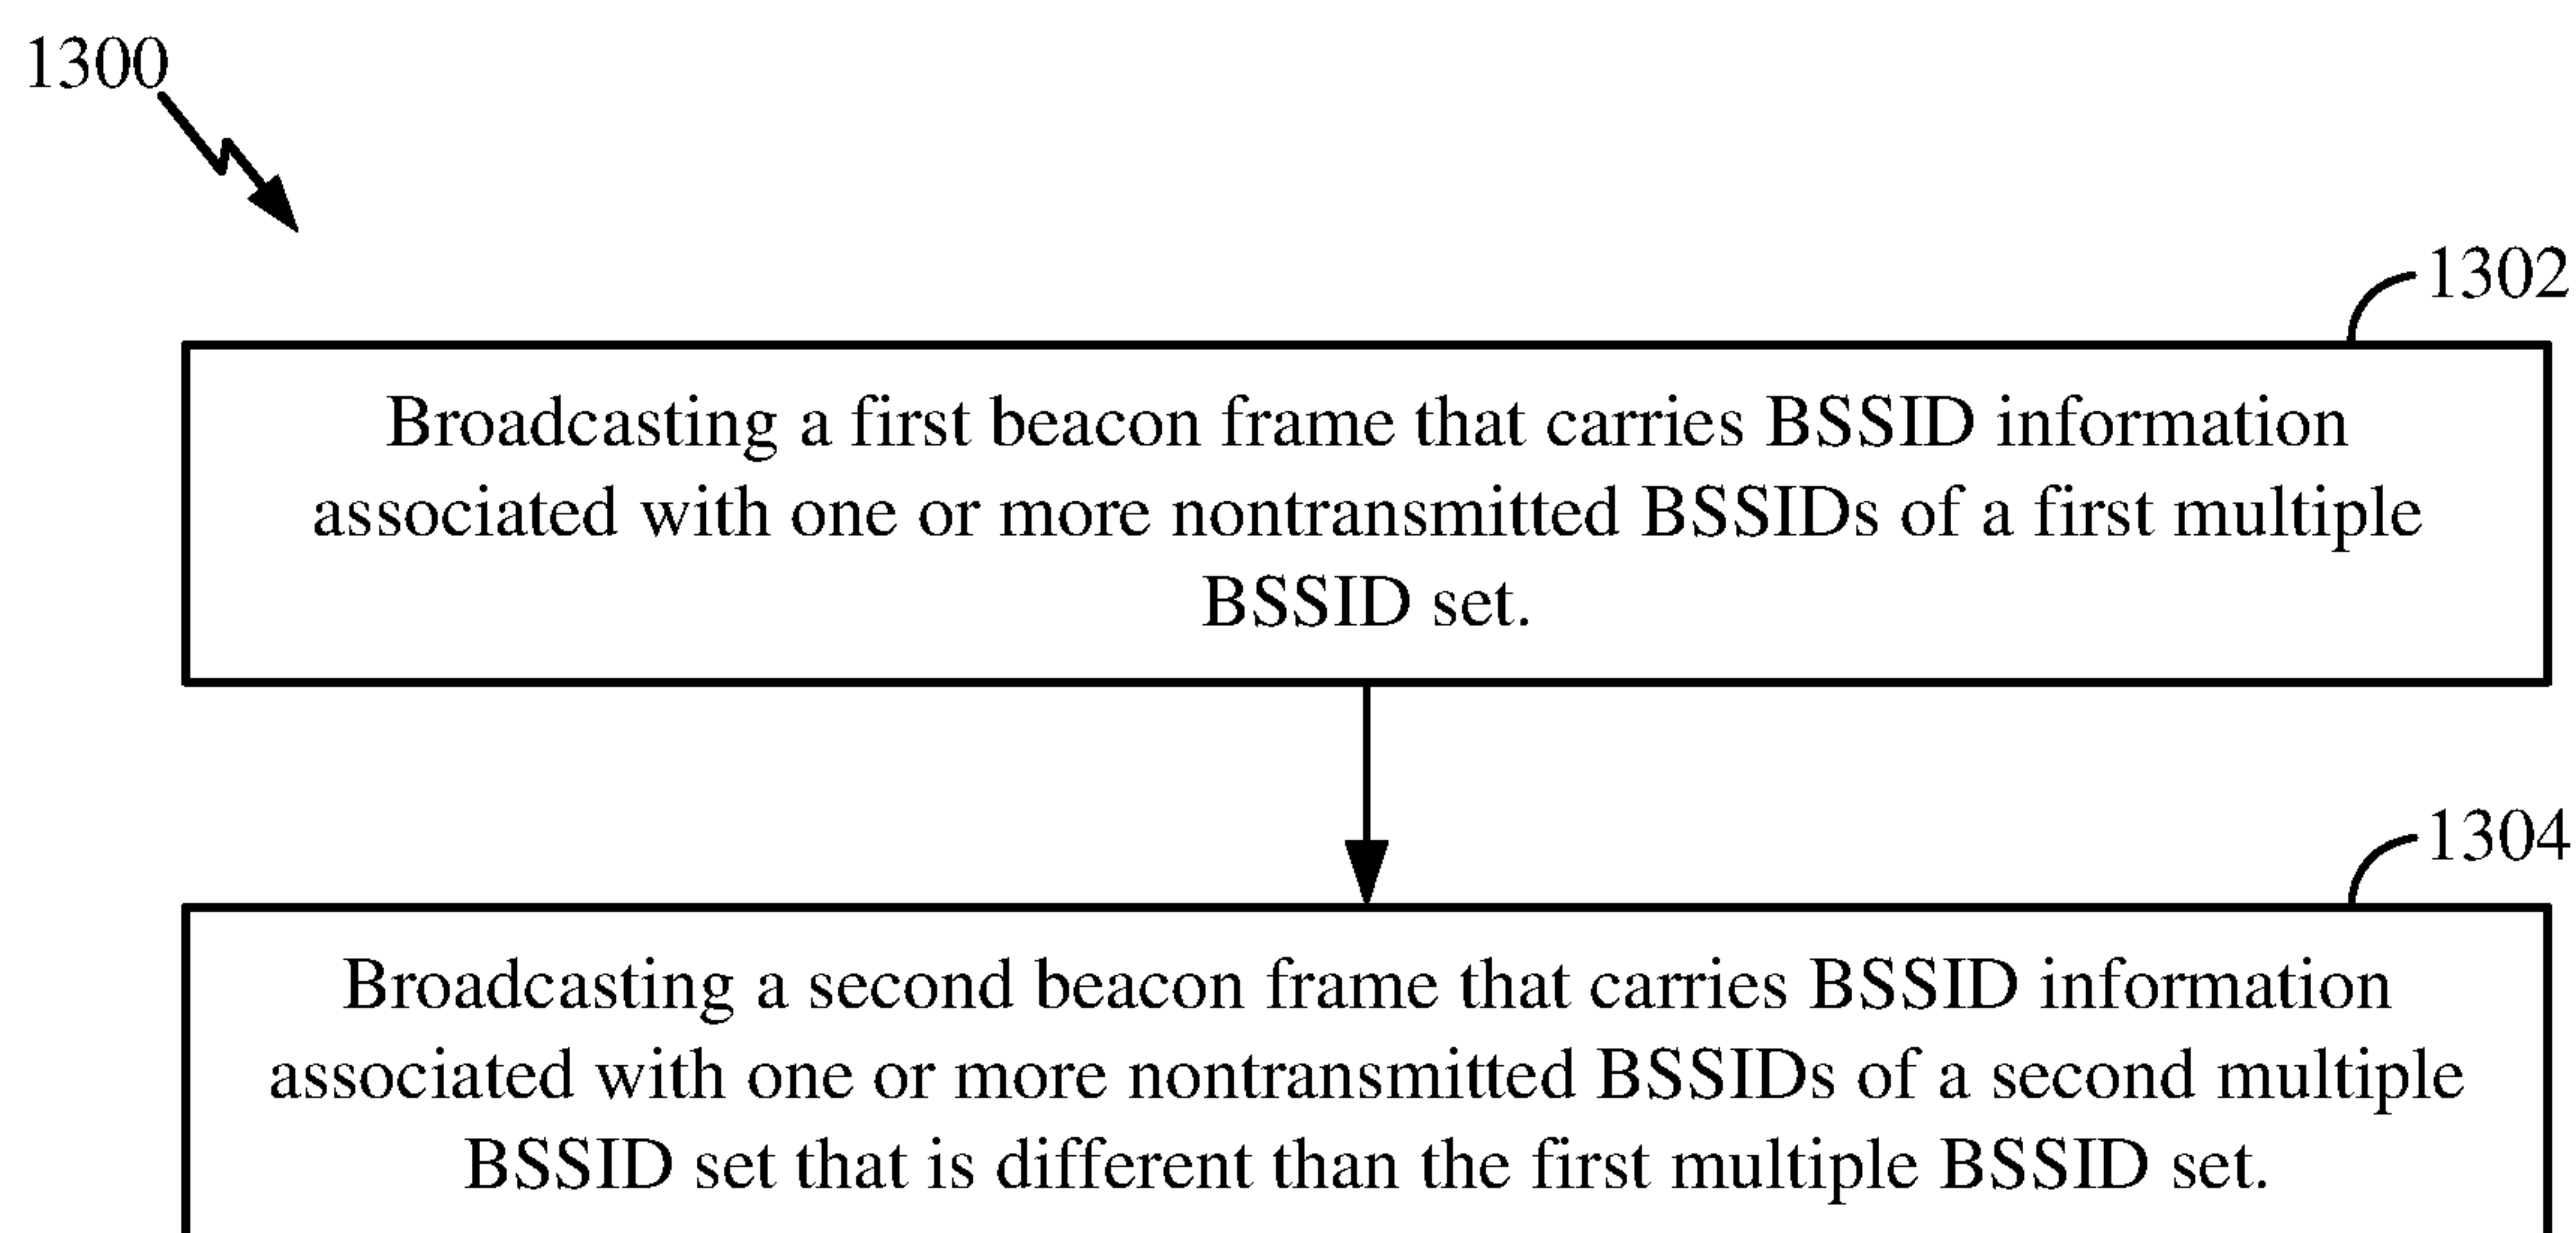 1300
1302
Broadcasting a first beacon frame that carries BSSID information
associated with one or more nontransmitted BSSIDs of a first multiple
BSSID set.
1304
Broadcasting a second beacon frame that carries BSSID information
associated with one or more nontransmitted BSSIDs of a second multiple
BSSID set that is different than the first multiple BSSID set.